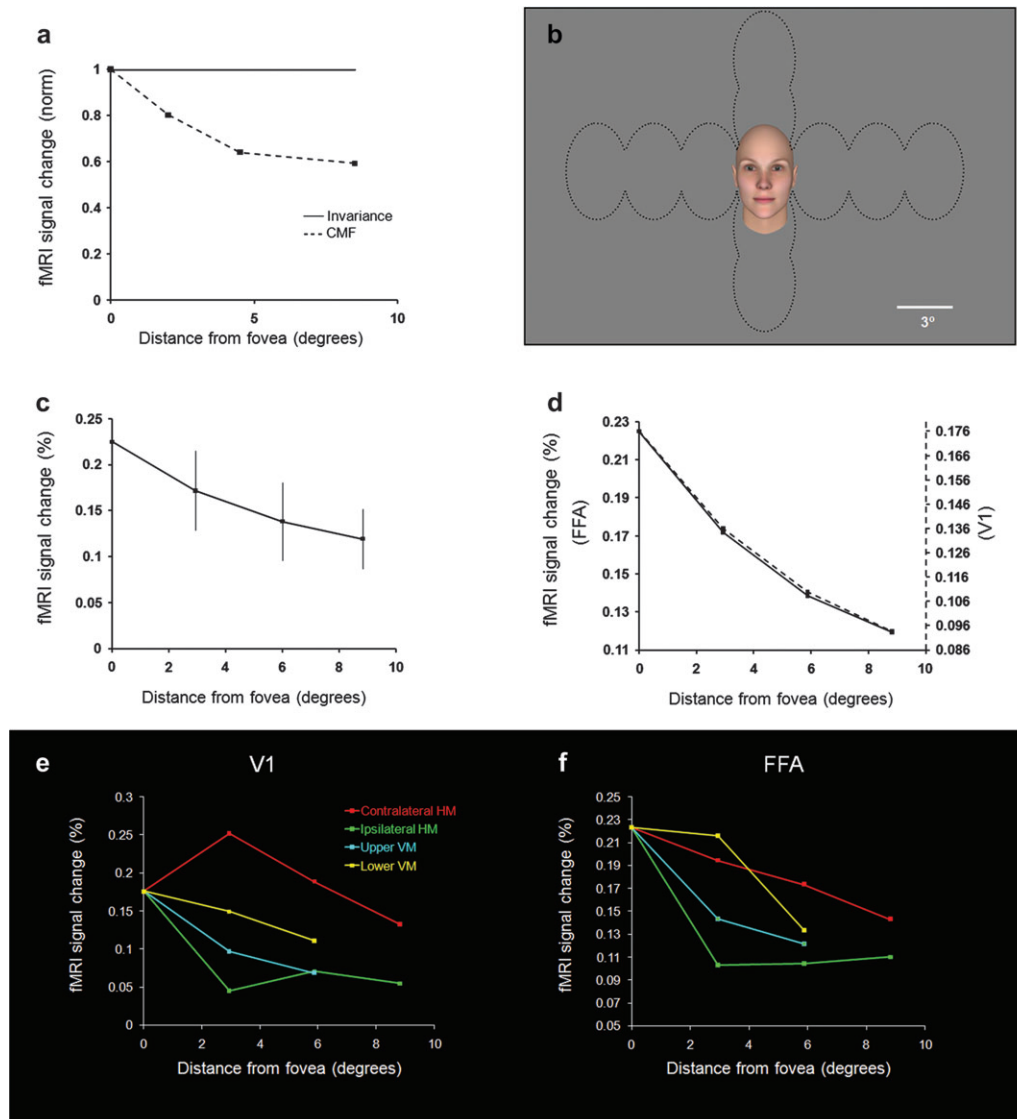 a
fMRI signal change (norm)
1
0.8
0.6
0.4
0.2
0
0 5 10
Distance from fovea (degrees)
Invariance
CMF
b
3°
c
fMRI signal change (%)
0.25
0.2
0.15
0.1
0.05
0
0 2 4 6 8 10
Distance from fovea (degrees)
d
fMRI signal change (%)
(FFA)
0.23
0.21
0.19
0.17
0.15
0.13
0.11
0 2 4 6 8 10
Distance from fovea (degrees)
0.176
0.166
0.156
0.146
0.136
0.126
0.116
0.106
0.096
0.086
(V1)
e
V1
fMRI signal change (%)
0.3
0.25
0.2
0.15
0.1
0.05
0
0 2 4 6 8 10
Distance from fovea (degrees)
Contralateral HM
Ipsilateral HM
Upper VM
Lower VM
f
FFA
fMRI signal change (%)
0.25
0.23
0.21
0.19
0.17
0.15
0.13
0.11
0.09
0.07
0.05
0 2 4 6 8 10
Distance from fovea (degrees)